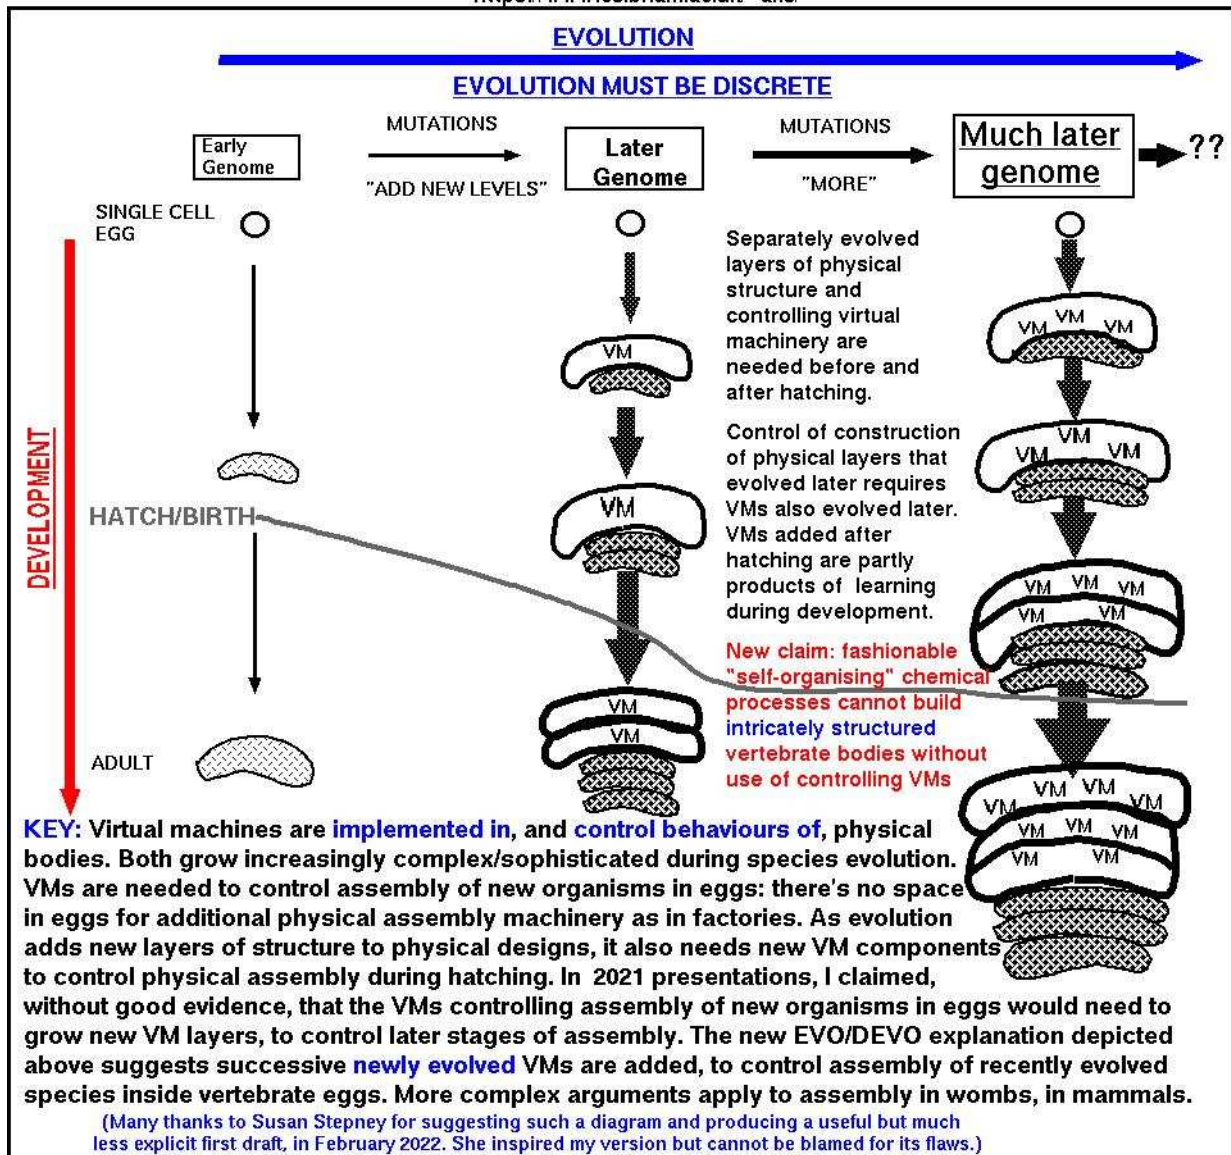 EVOLUTION
EVOLUTION MUST BE DISCRETE
Early
Genome
MUTATIONS
"ADD NEW LEVELS"
Later
Genome
MUTATIONS
"MORE"
Much later
genome
??
SINGLE CELL
EGG
DEVELOPMENT
HATCH/BIRTH
ADULT
VM
VM
VM
VM
Separately evolved
layers of physical
structure and
controlling virtual
machinery are
needed before and
after hatching.
Control of construction
of physical layers that
evolved later requires
VMs also evolved later.
VMs added after
hatching are partly
products of learning
during development.
New claim: fashionable
"self-organising" chemical
processes cannot build
intricately structured
vertebrate bodies without
use of controlling VMs
VM VM VM
VM VM VM
VM VM VM
VM VM
VM VM VM VM
VM VM VM
VM VM
KEY: Virtual machines are implemented in, and control behaviours of, physical
bodies. Both grow increasingly complex/sophisticated during species evolution.
VMs are needed to control assembly of new organisms in eggs: there's no space
in eggs for additional physical assembly machinery as in factories. As evolution
adds new layers of structure to physical designs, it also needs new VM components
to control physical assembly during hatching. In 2021 presentations, I claimed,
without good evidence, that the VMs controlling assembly of new organisms in eggs would need to
grow new VM layers, to control later stages of assembly. The new EVO/DEVO explanation depicted
above suggests successive newly evolved VMs are added, to control assembly of recently evolved
species inside vertebrate eggs. More complex arguments apply to assembly in wombs, in mammals.
(Many thanks to Susan Stepney for suggesting such a diagram and producing a useful but much
less explicit first draft, in February 2022. She inspired my version but cannot be blamed for its flaws.)